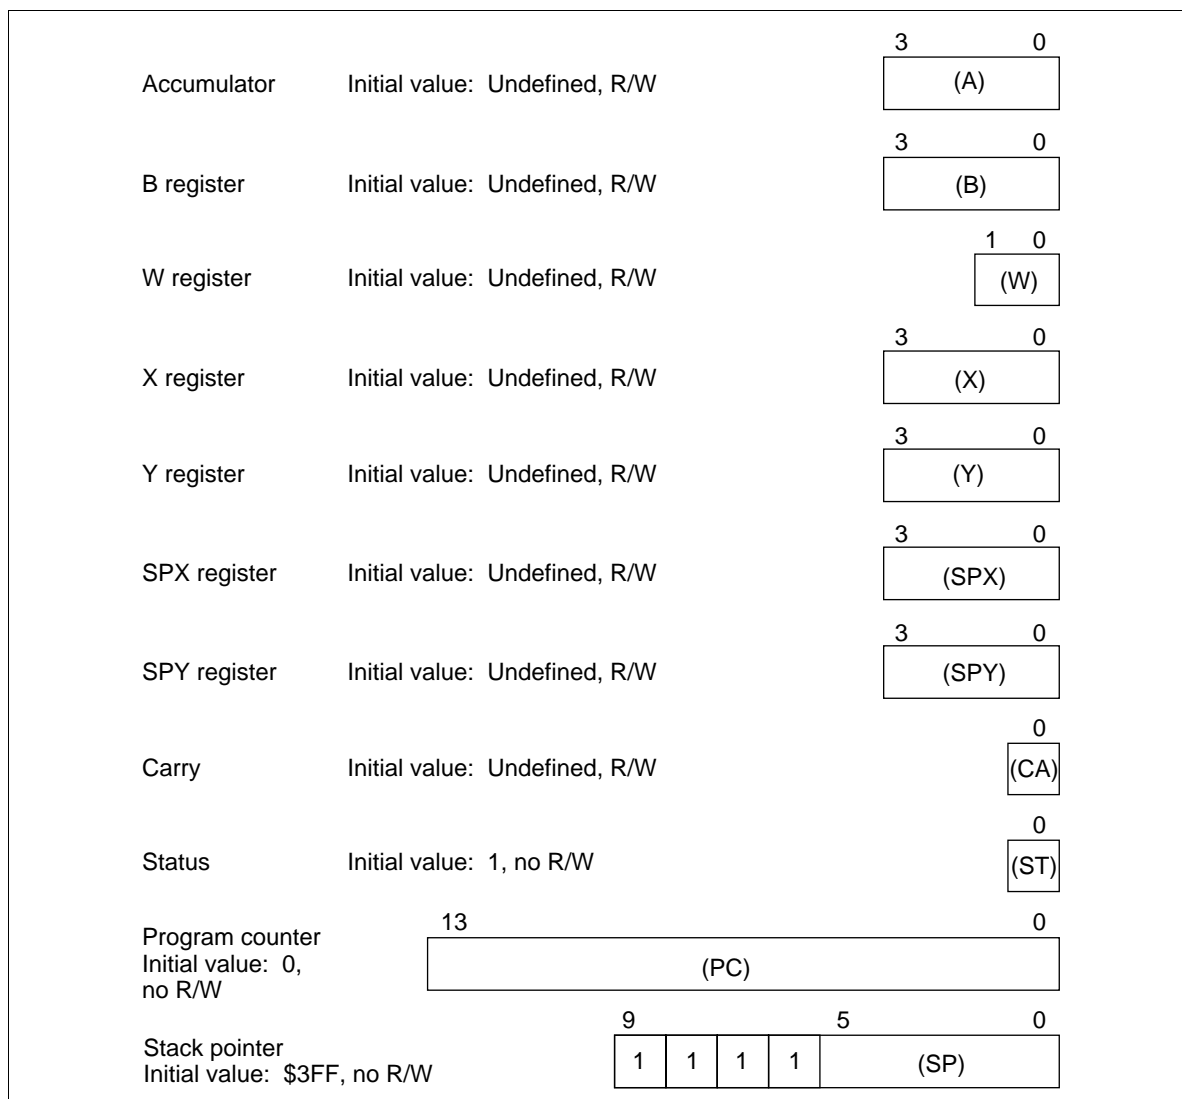 3 0
Accumulator Initial value: Undefined, R/W (A)
3 0
B register Initial value: Undefined, R/W (B)
1 0
W register Initial value: Undefined, R/W (W)
3 0
X register Initial value: Undefined, R/W (X)
3 0
Y register Initial value: Undefined, R/W (Y)
3 0
SPX register Initial value: Undefined, R/W (SPX)
3 0
SPY register Initial value: Undefined, R/W (SPY)
0
Carry Initial value: Undefined, R/W (CA)
0
Status Initial value: 1, no R/W (ST)
13 0
Program counter
Initial value: 0, (PC)
no R/W
9 5 0
Stack pointer 1 1 1 1 (SP)
Initial value: $3FF, no R/W